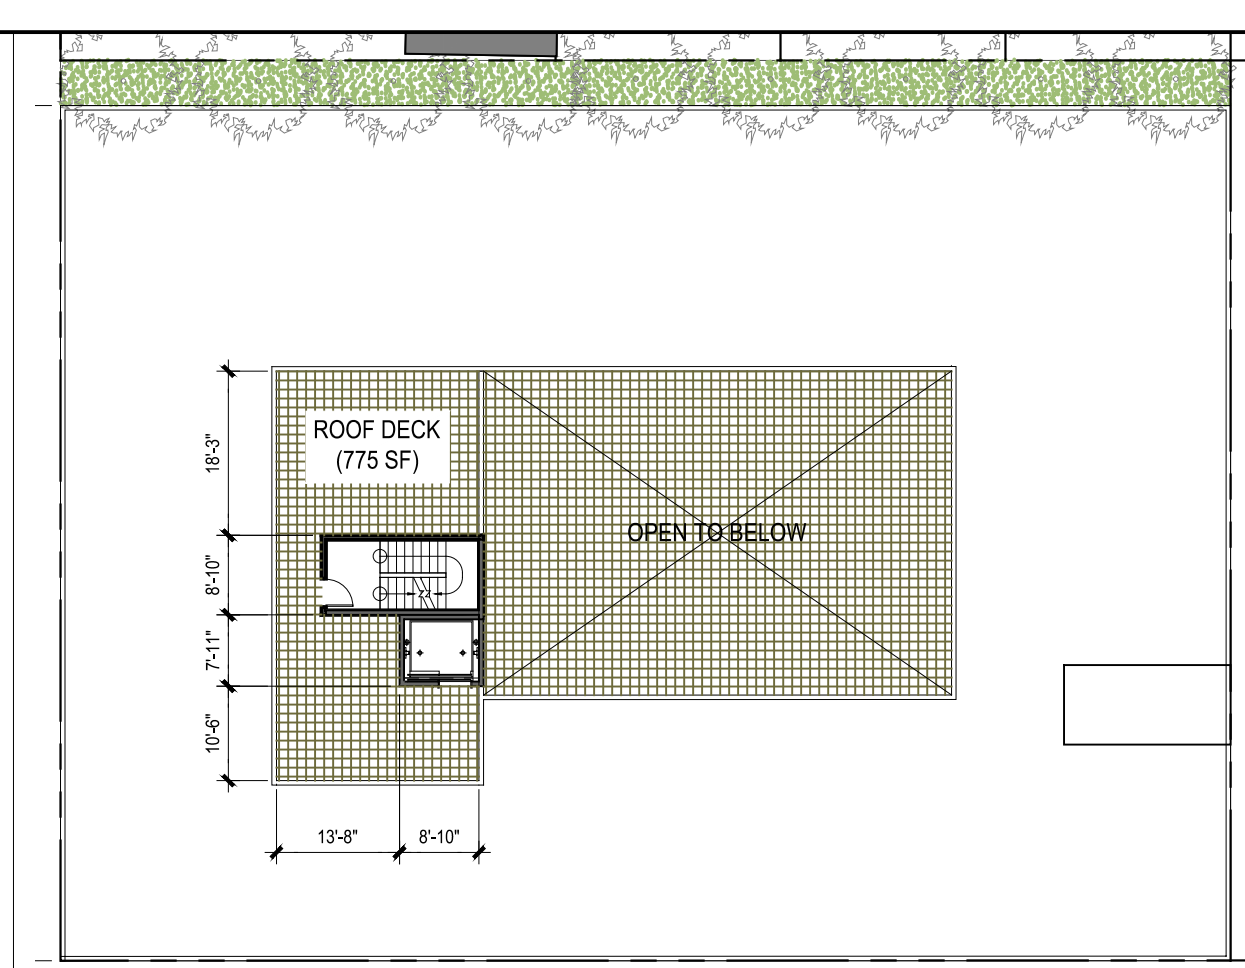 ROOF DECK
(775 SF)
18'-3"
OPEN TO BELOW
8'-10"
7'-11"
10'-6"
13'-8"
8'-10"